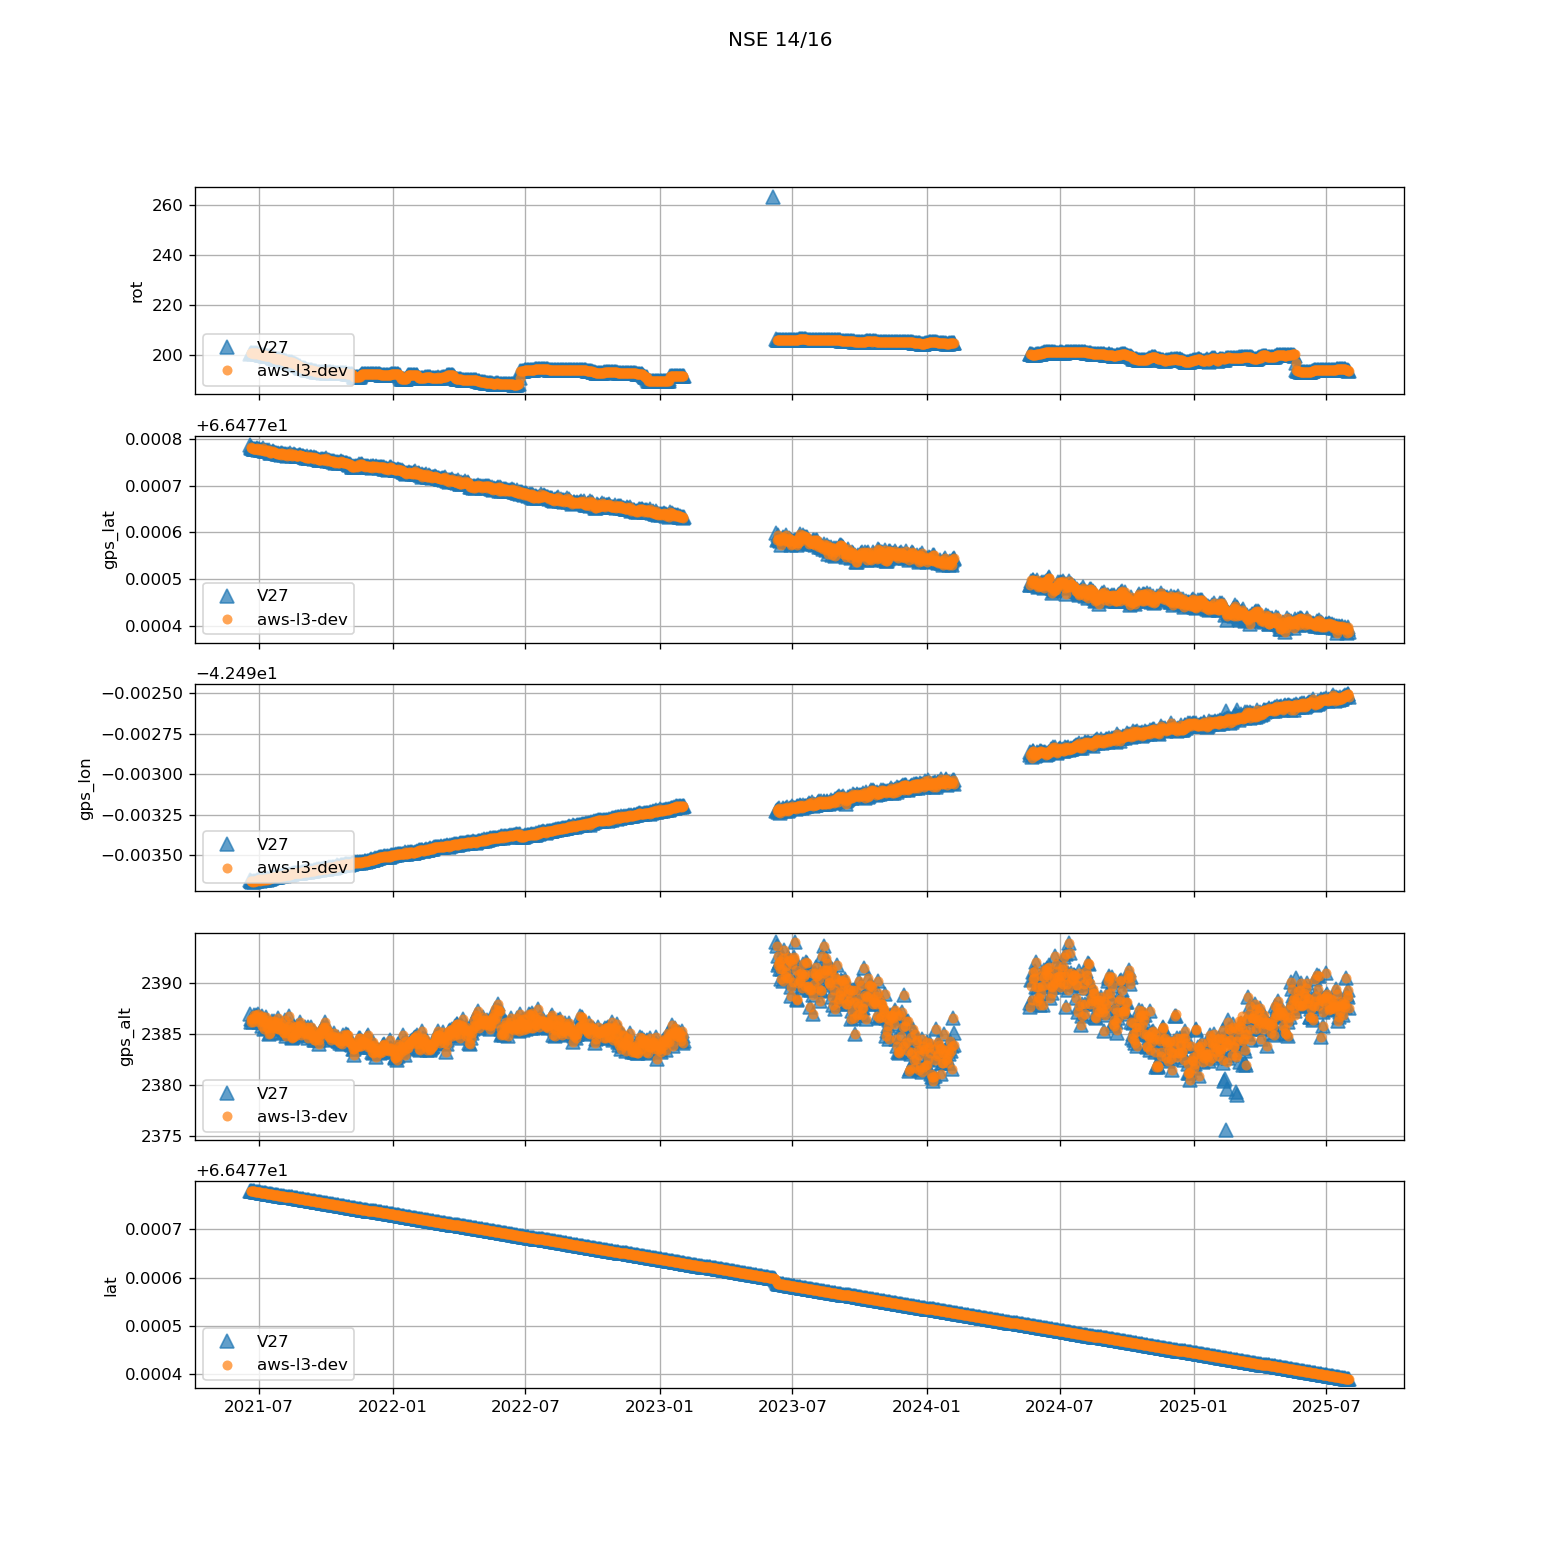 NSE 14/16
260
240
220
200
rot
V27
aws-l3-dev
+6.6477e1
0.0008
0.0007
0.0006
0.0005
0.0004
gps_lat
V27
aws-l3-dev
−4.249e1
−0.00250
−0.00275
−0.00300
−0.00325
−0.00350
gps_lon
V27
aws-l3-dev
2390
2385
2380
2375
gps_alt
V27
aws-l3-dev
+6.6477e1
0.0007
0.0006
0.0005
0.0004
lat
V27
aws-l3-dev
2021-07 2022-01 2022-07 2023-01 2023-07 2024-01 2024-07 2025-01 2025-07